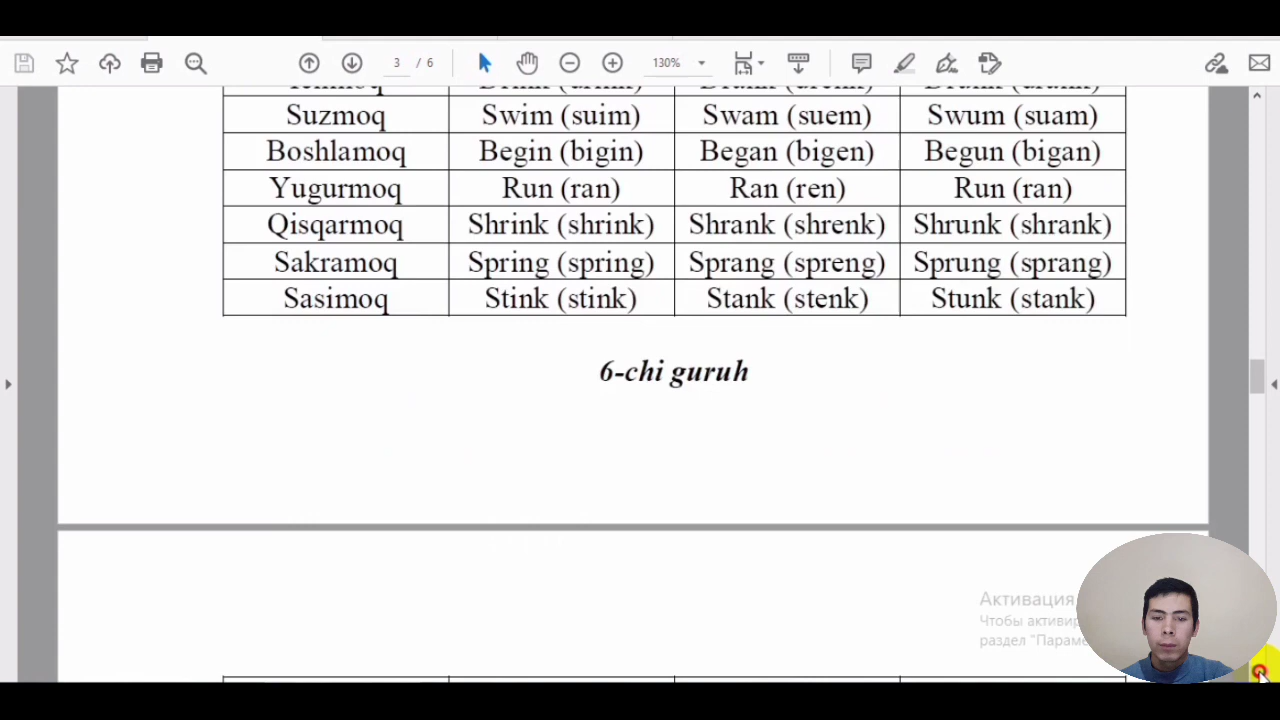 3 / 6 130%
Suzmoq Swim (suim) Swam (suem) Swum (suam)
Boshlamoq Begin (bigin) Began (bigen) Begun (bigan)
Yugurmoq Run (ran) Ran (ren) Run (ran)
Qisqarmoq Shrink (shrink) Shrank (shrenk) Shrunk (shrank)
Sakramoq Spring (spring) Sprang (spreng) Sprung (sprang)
Sasimoq Stink (stink) Stank (stenk) Stunk (stank)
6-chi guruh
Активация
Чтобы
раздел